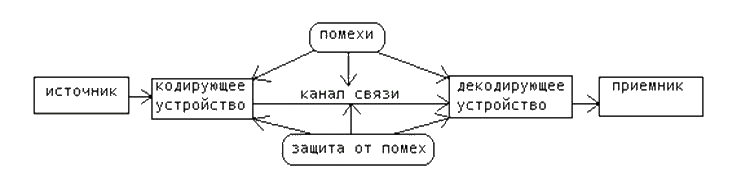 помехи
источник
кодирующее
устройство
канал связи
декодирующее
устройство
приемник
защита от помех